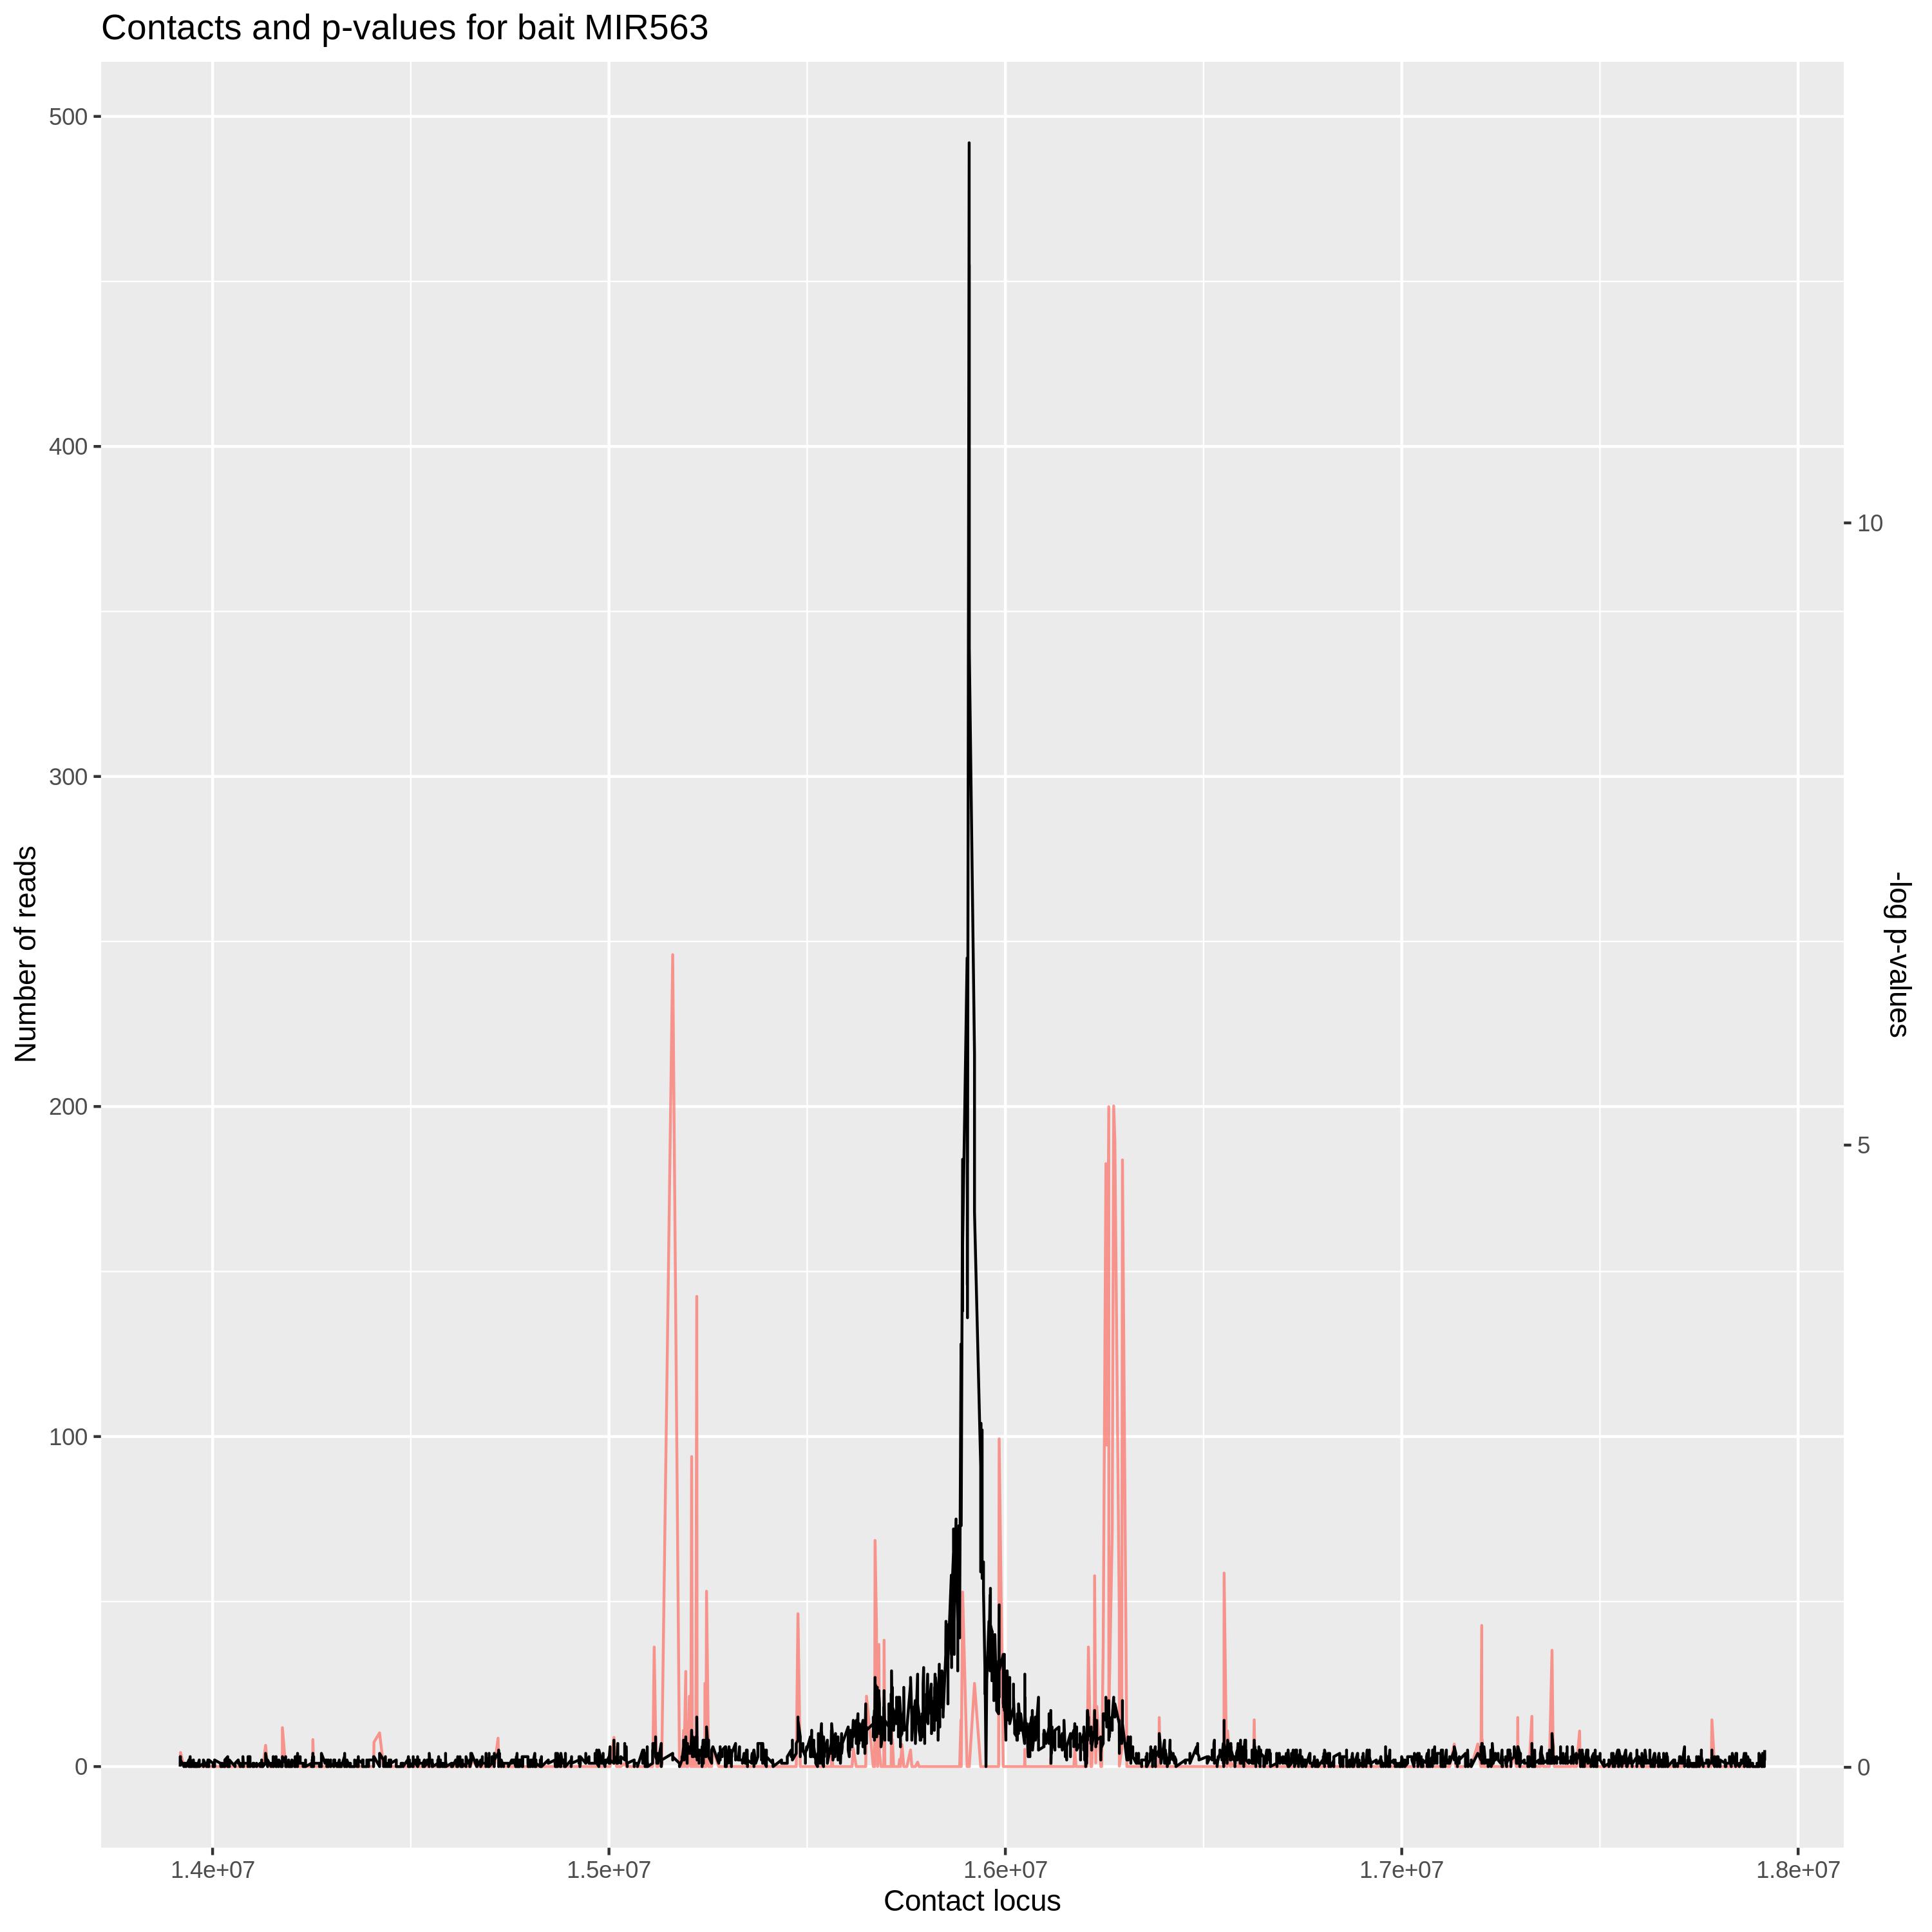 Contacts and p-values for bait MIR563
500
400
300
200
100
0
Number of reads
10
5
0
-log p-values
1.4e+07 1.5e+07 1.6e+07 1.7e+07 1.8e+07
Contact locus